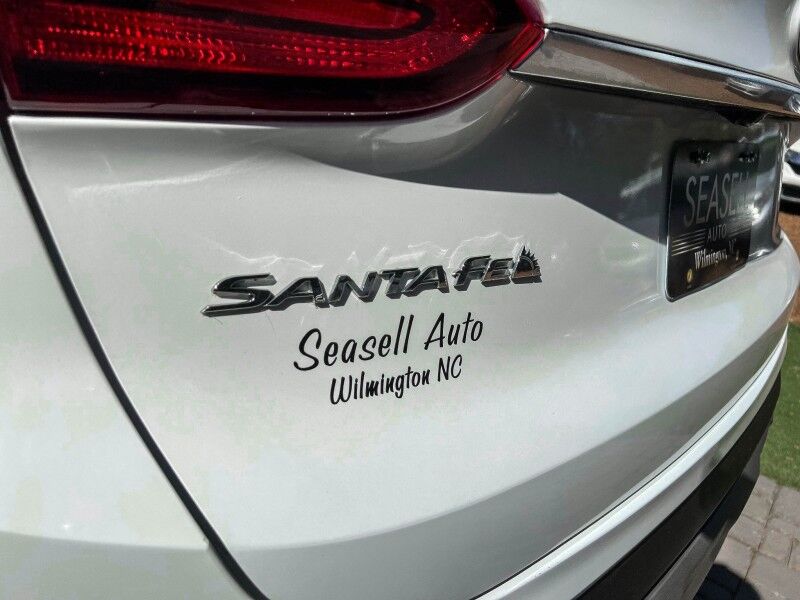 SANTA FE
Seasell Auto
Wilmington NC
SEASELL
AUTO
Wilmington, NC